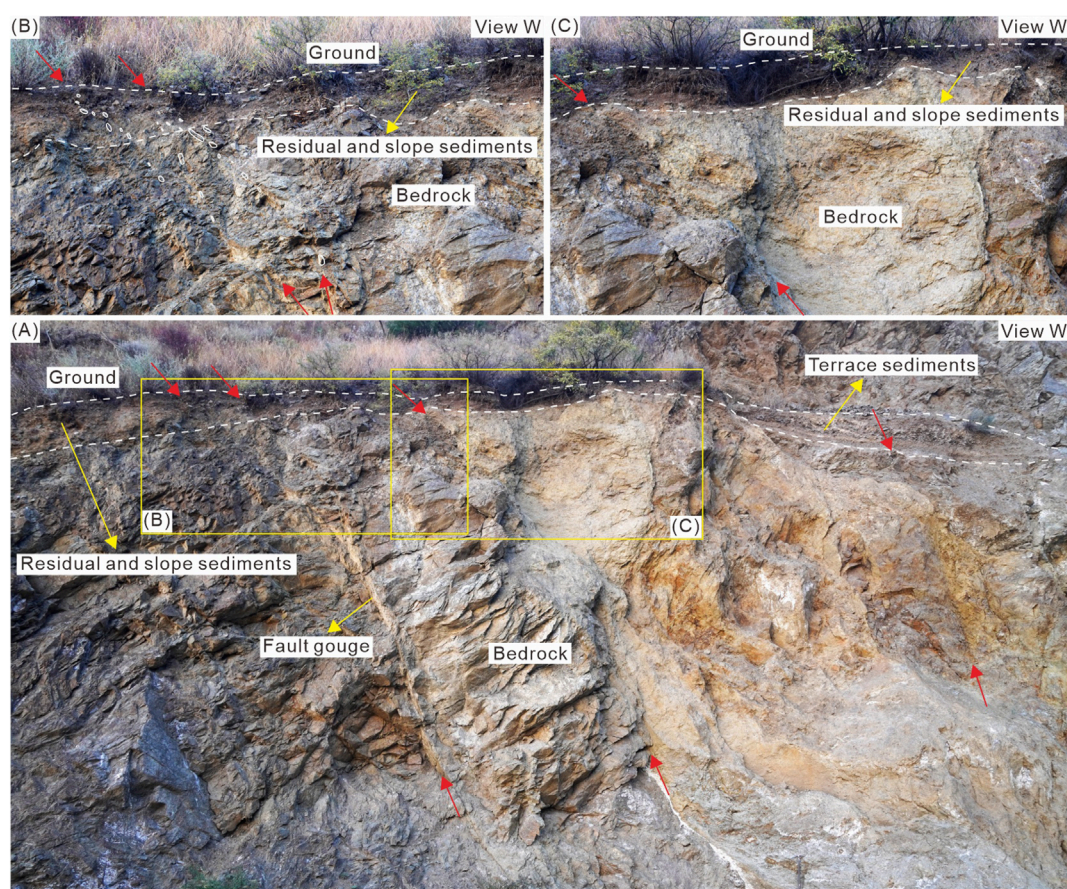 (B)
View W
Ground
Residual and slope sediments
Bedrock
(C)
View W
Ground
Residual and slope sediments
Bedrock
(A)
View W
Ground
Terrace sediments
(B)
(C)
Residual and slope sediments
Fault gouge
Bedrock